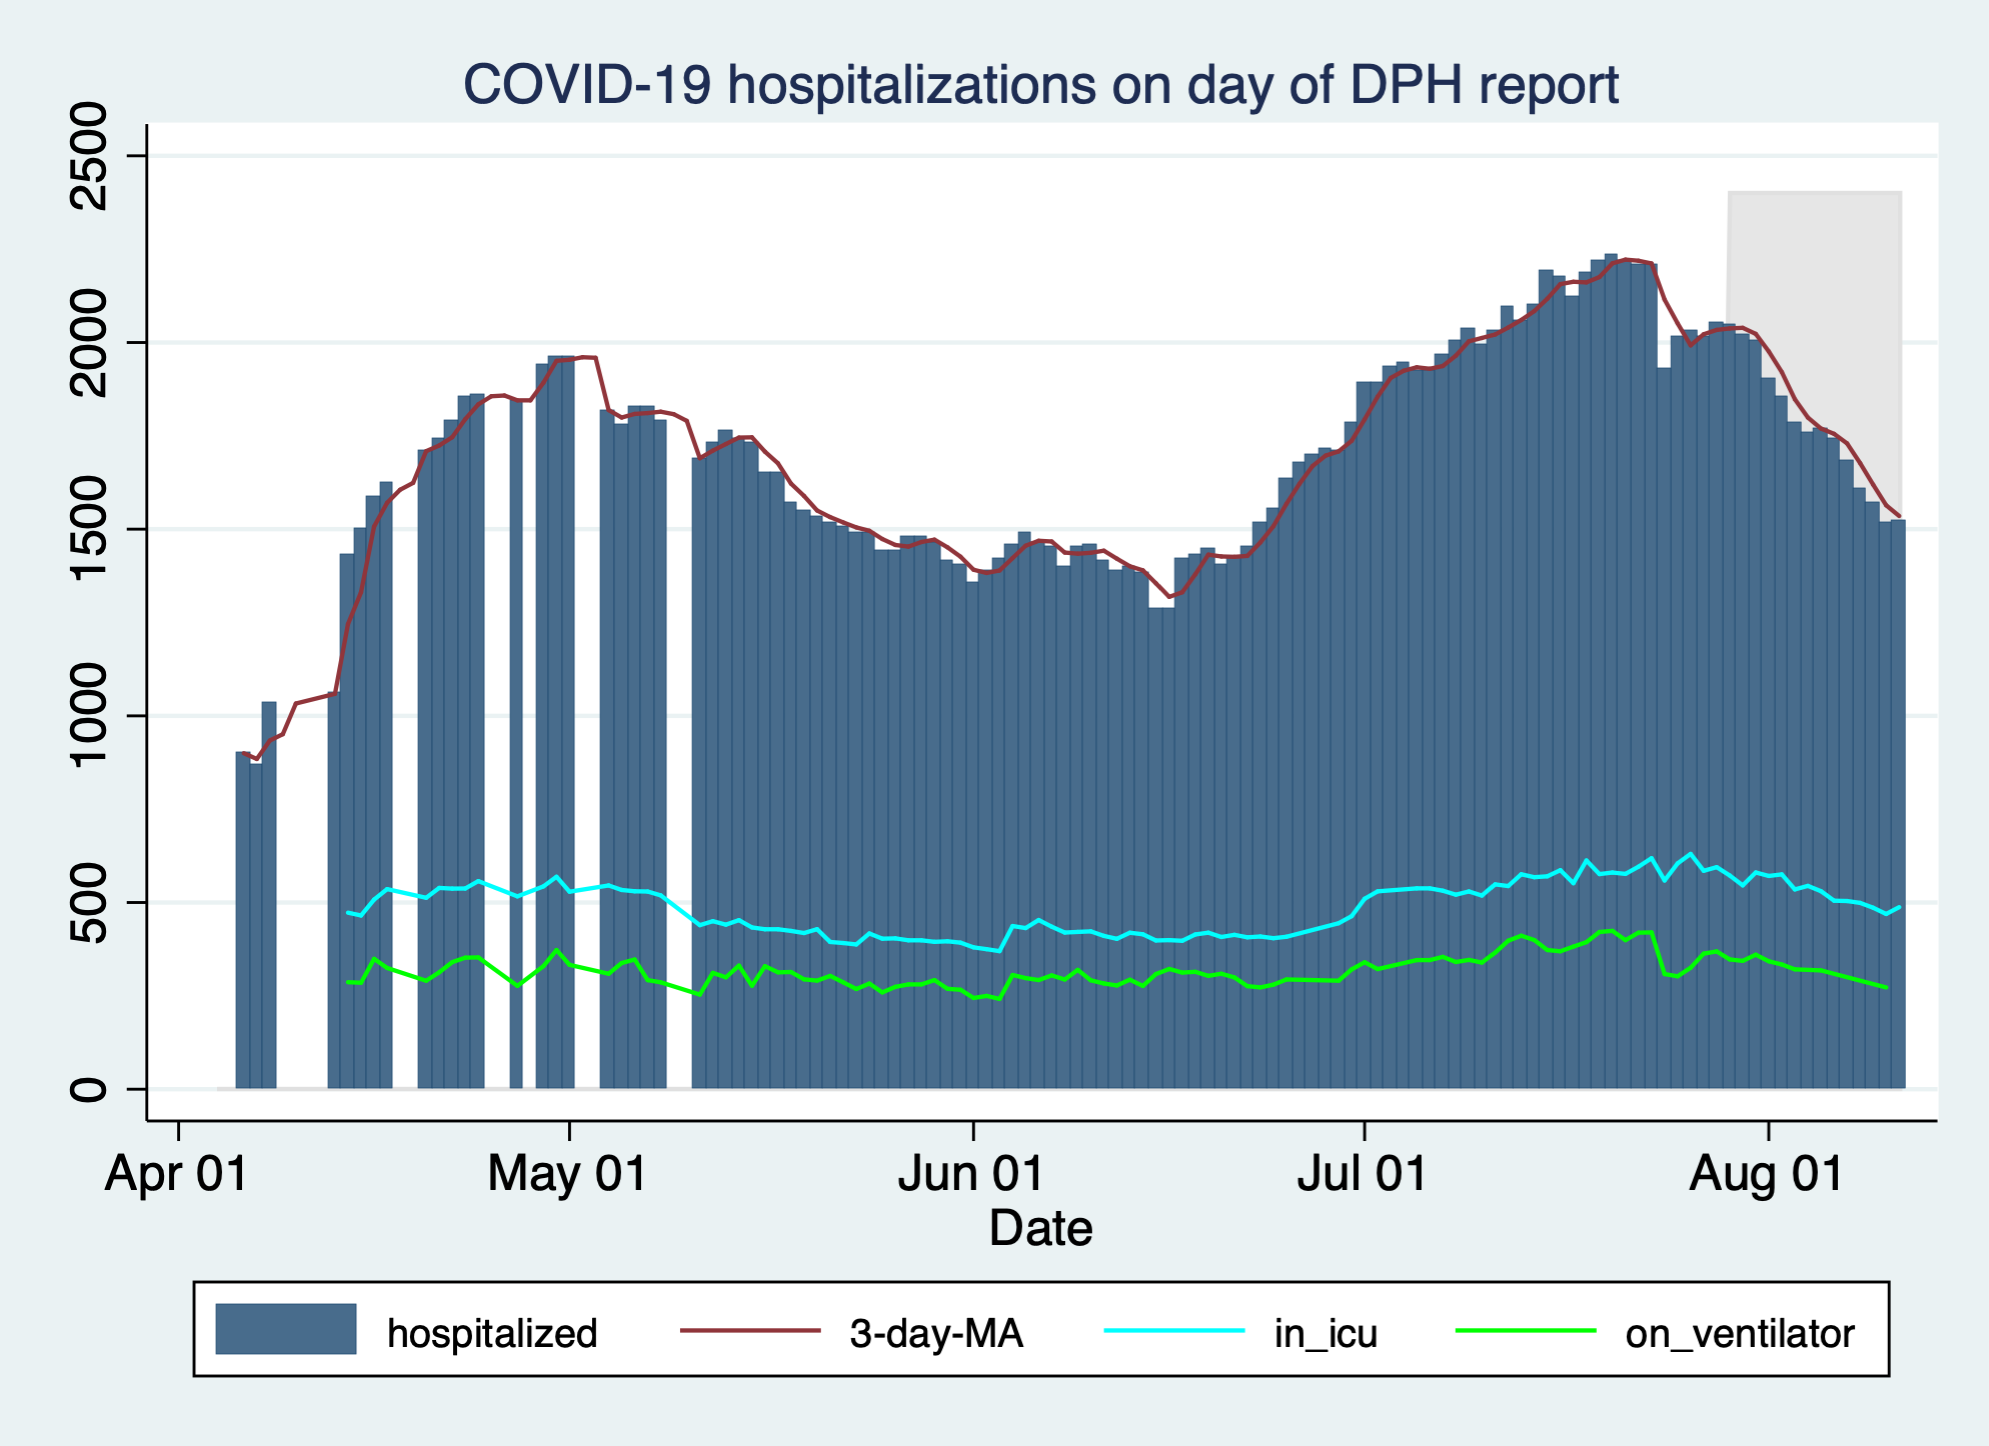 COVID-19 hospitalizations on day of DPH report
2500
2000
1500
1000
500
0
Apr 01 May 01 Jun 01 Jul 01 Aug 01
Date
hospitalized 3-day-MA in_icu on_ventilator